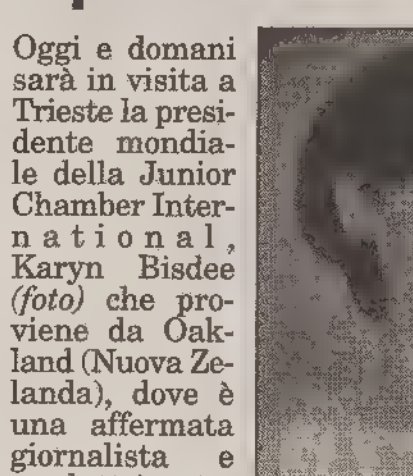 Oggi e domani
sarà in visita a
Trieste la presi-
dente mondia-
le della Junior
Chamber Inter-
national,
Karyn Bisdee
(foto) che pro-
viene da Oak-
land (Nuova Ze-
landa), dove è
una affermata
giornalista e